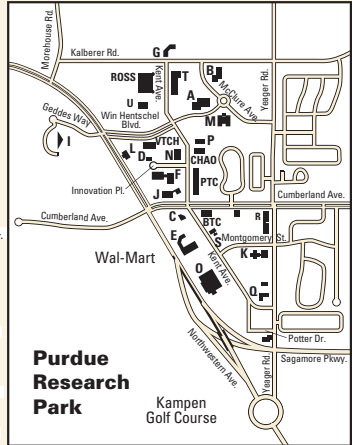 Morehouse Rd.
Kalberer Rd.
G
Kent Ave.
ROSS
T
B
A
McClure Ave.
Yeager Rd.
U
Win Hentschel
Blvd.
M
Geddes Way
I
VTCH
L
D
N
P
CHAO
F
PTC
Innovation Pl.
J
Cumberland Ave.
Cumberland Ave.
C
BTC
R
E
S
Montgomery St.
Wal-Mart
Kent Ave.
K
O
Q
Northwestern Ave.
Potter Dr.
Yeager Rd.
Sagamore Pkwy.
Purdue
Research
Park
Kampen
Golf Course
r.